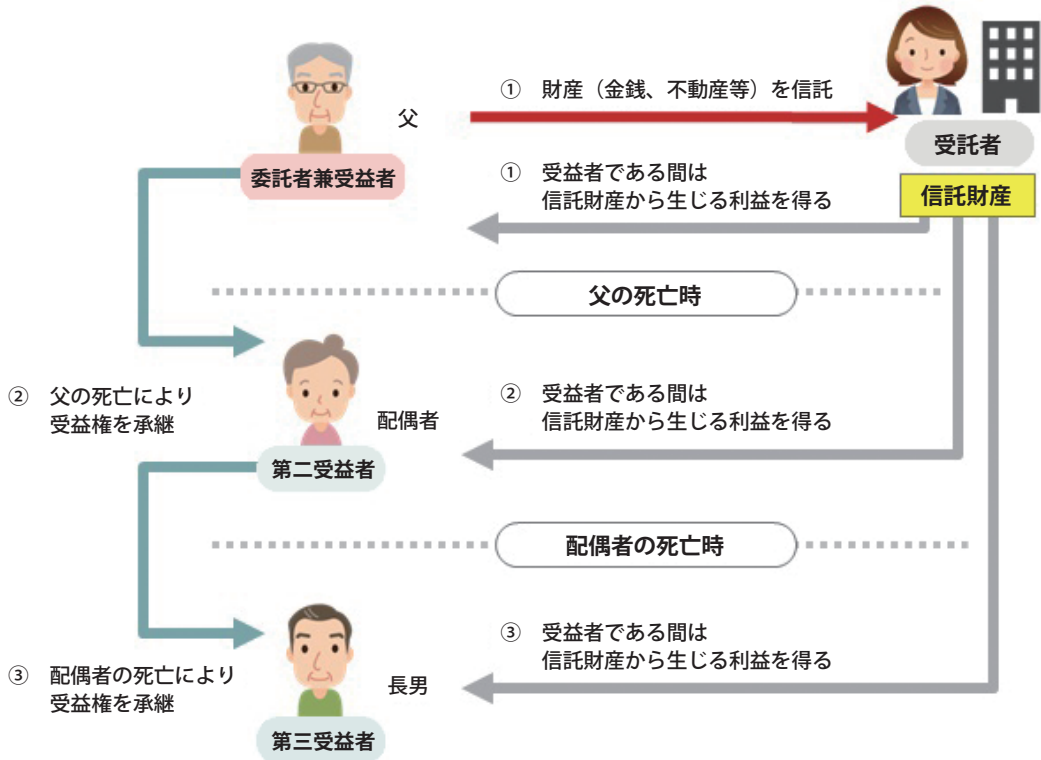 ① 財産（金銭、不動産等）を信託
父
委託者兼受益者
受託者
信託財産
① 受益者である間は
信託財産から生じる利益を得る
父の死亡時
② 父の死亡により
受益権を承継
配偶者
第二受益者
② 受益者である間は
信託財産から生じる利益を得る
配偶者の死亡時
③ 配偶者の死亡により
受益権を承継
長男
第三受益者
③ 受益者である間は
信託財産から生じる利益を得る